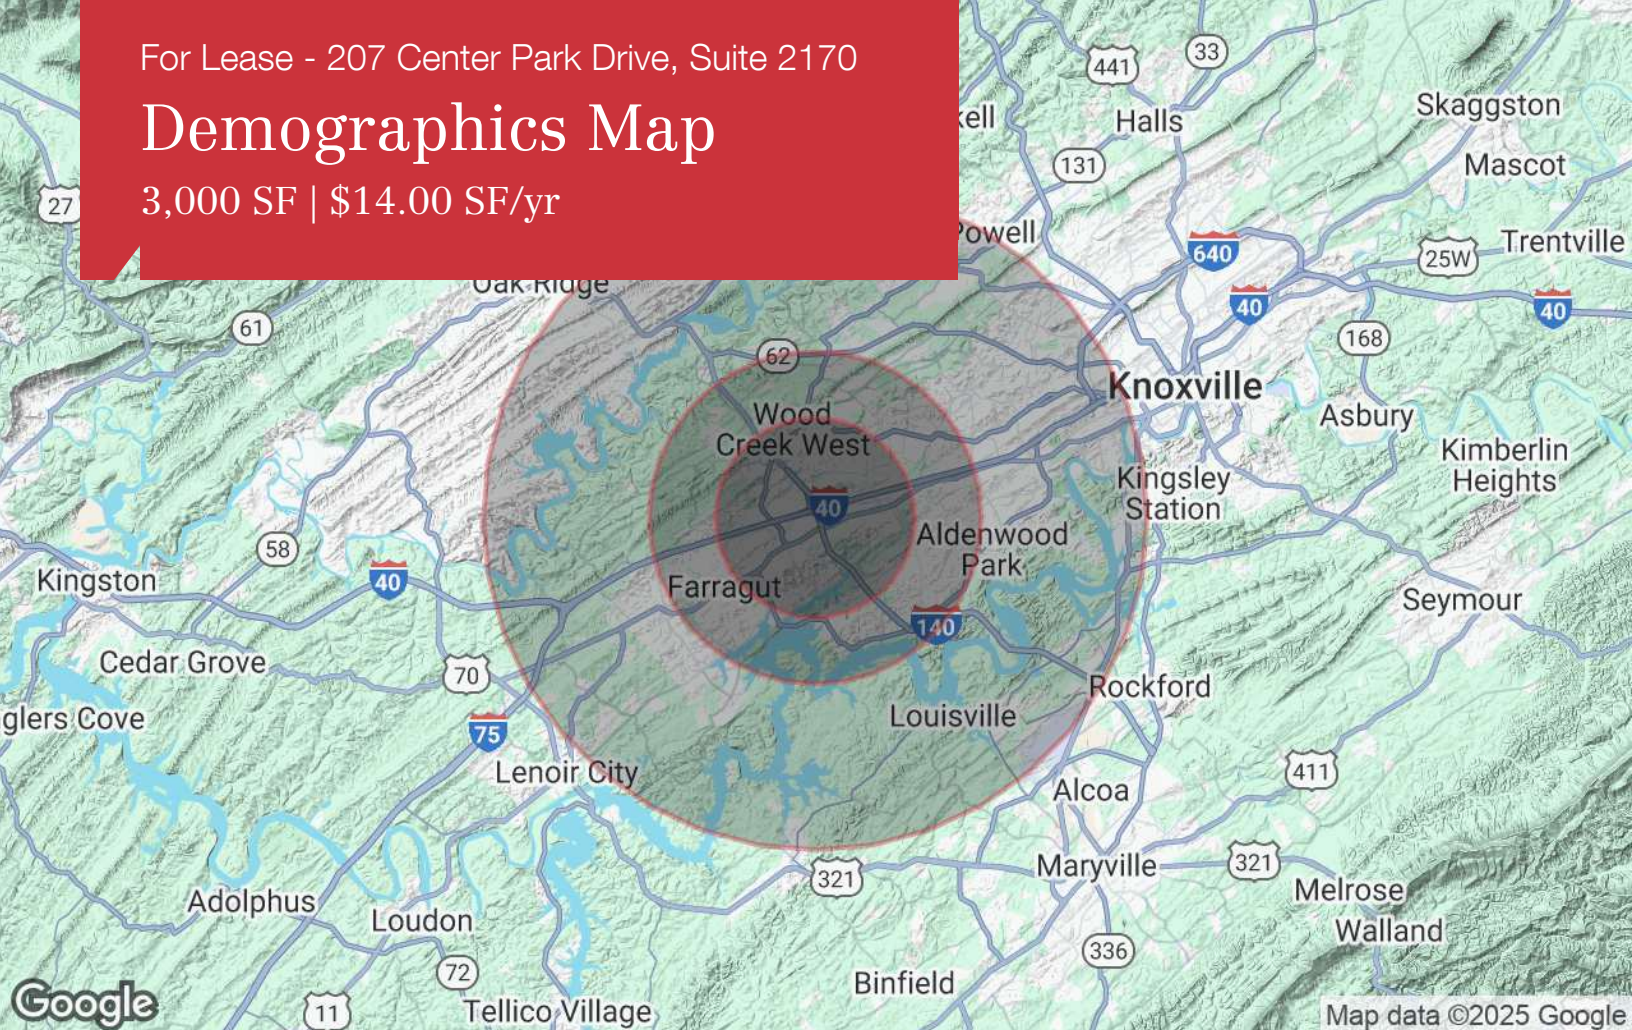 For Lease - 207 Center Park Drive, Suite 2170
Demographics Map
3,000 SF | $14.00 SF/yr
441
33
Skaggston
kell
Halls
131
Mascot
27
Powell
640
25W
Trentville
Oak Ridge
40
40
61
62
168
Knoxville
Wood
Creek West
Asbury
Kimberlin
Heights
Kingsley
Station
40
Aldenwood
Park
58
Kingston
40
Farragut
Seymour
140
Cedar Grove
70
Rockford
glers Cove
75
Louisville
Lenoir City
411
Alcoa
321
Maryville
321
Melrose
Adolphus
Loudon
Walland
336
72
Binfield
Google
11
Tellico Village
Map data ©2025 Google